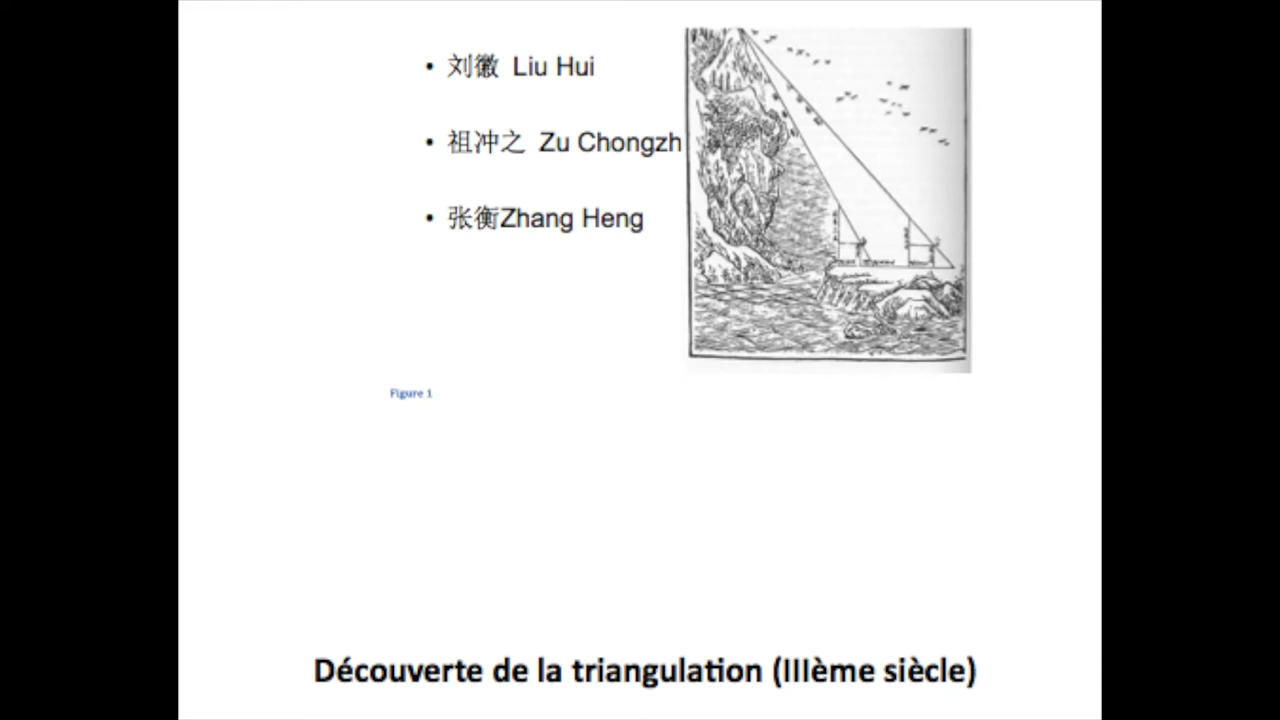 • 刘徽 Liu Hui
• 祖冲之 Zu Chongzh
• 张衡Zhang Heng
Figure 1
Découverte de la triangulation (IIIème siècle)